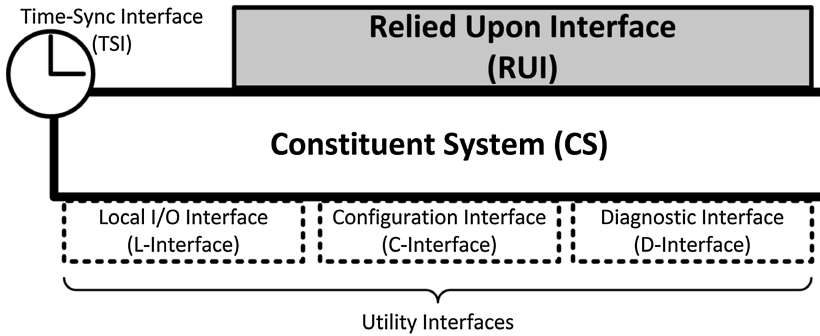 Time-Sync Interface
(TSI)
Relied Upon Interface
(RUI)
Constituent System (CS)
Local I/O Interface
(L-Interface)
Configuration Interface
(C-Interface)
Diagnostic Interface
(D-Interface)
Utility Interfaces